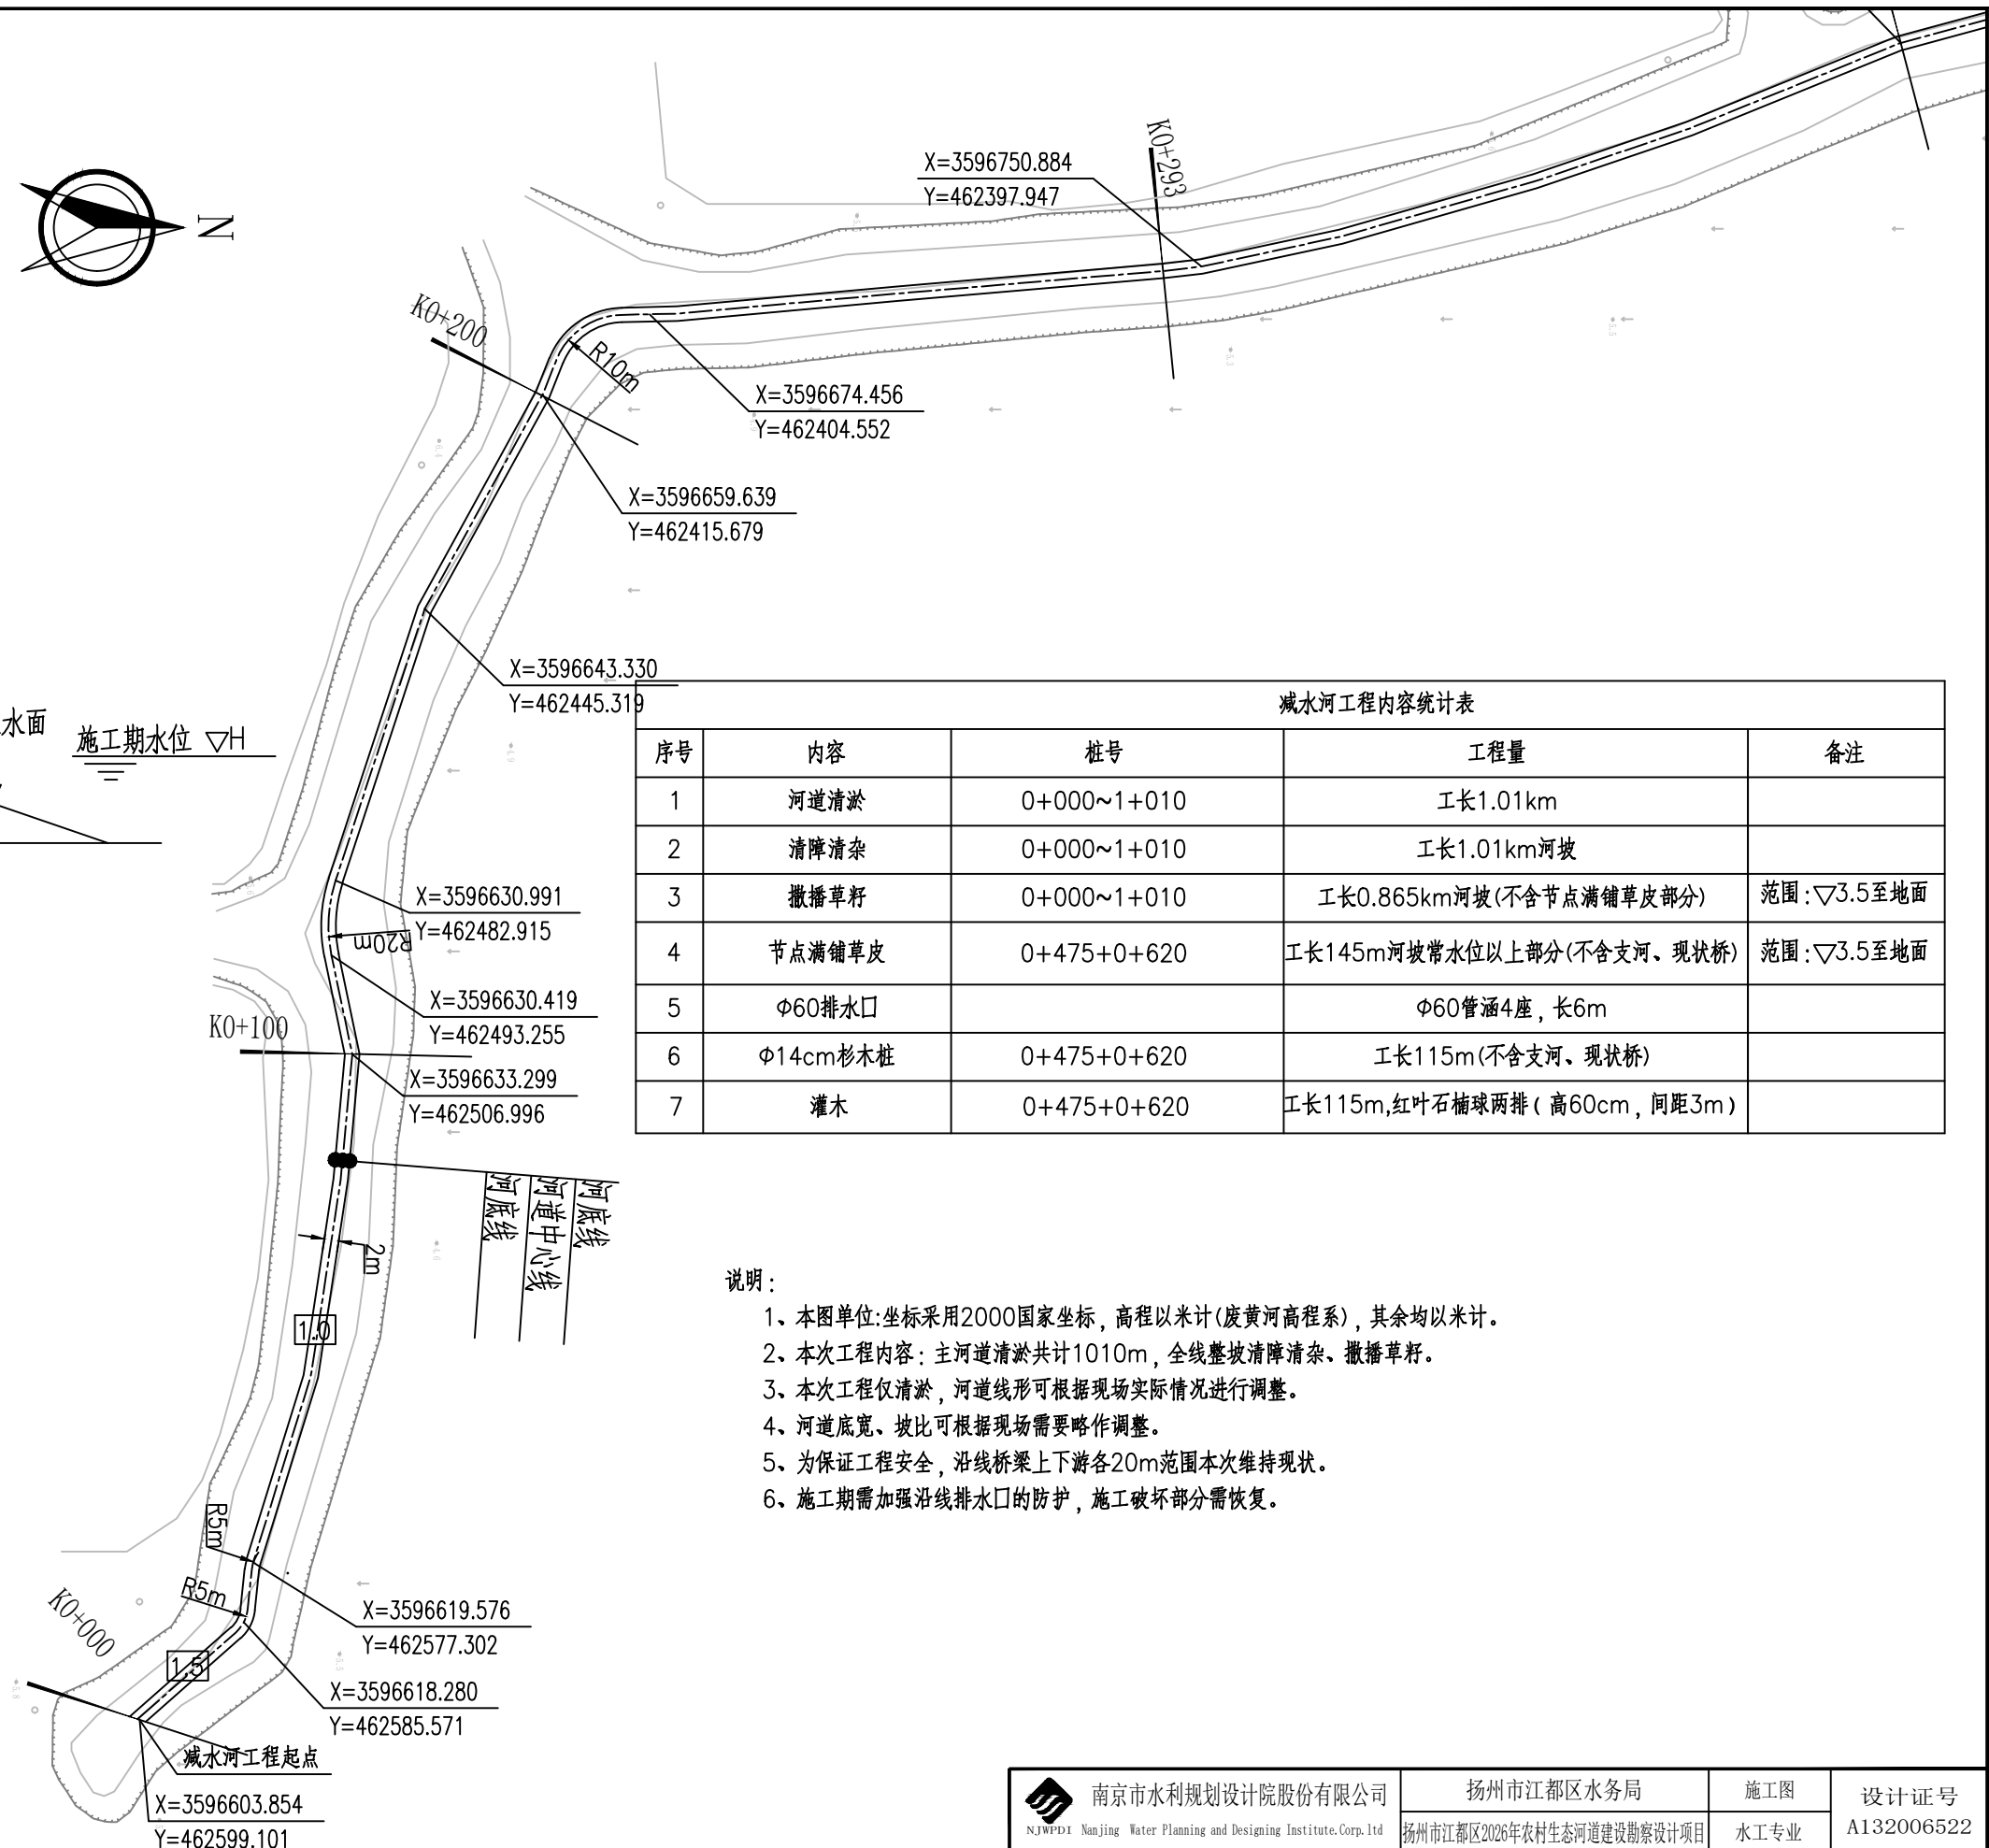 N
K0+293
X=3596750.884
Y=462397.947
K0+200
R10m
X=3596674.456
Y=462404.552
X=3596659.639
Y=462415.679
X=3596643.330
Y=462445.319
水面
施工期水位 ▽H
减水河工程内容统计表
序号 内容 桩号 工程量 备注
1 河道清淤 0+000~1+010 工长1.01km
2 清障清杂 0+000~1+010 工长1.01km河坡
3 撒播草籽 0+000~1+010 工长0.865km河坡(不含节点满铺草皮部分) 范围:▽3.5至地面
4 节点满铺草皮 0+475+0+620 工长145m河坡常水位以上部分(不含支河、现状桥) 范围:▽3.5至地面
5 Φ60排水口 Φ60管涵4座,长6m
6 Φ14cm杉木桩 0+475+0+620 工长115m(不含支河、现状桥)
7 灌木 0+475+0+620 工长115m,红叶石楠球两排(高60cm,间距3m)
X=3596630.991
Y=462482.915
R20m
X=3596630.419
Y=462493.255
K0+100
X=3596633.299
Y=462506.996
河底线
河道中心线
河底线
2m
1.0
说明:
1、本图单位:坐标采用2000国家坐标,高程以米计(废黄河高程系),其余均以米计。
2、本次工程内容:主河道清淤共计1010m,全线整坡清障清杂、撒播草籽。
3、本次工程仅清淤,河道线形可根据现场实际情况进行调整。
4、河道底宽、坡比可根据现场需要略作调整。
5、为保证工程安全,沿线桥梁上下游各20m范围本次维持现状。
6、施工期需加强沿线排水口的防护,施工破坏部分需恢复。
R5m
R5m
K0+000
1.5
X=3596619.576
Y=462577.302
X=3596618.280
Y=462585.571
减水河工程起点
X=3596603.854
Y=462599.101
NJWPDI
南京市水利规划设计院股份有限公司
Nanjing Water Planning and Designing Institute.Corp.ltd
扬州市江都区水务局
扬州市江都区2026年农村生态河道建设勘察设计项目
施工图
水工专业
设计证号
A132006522